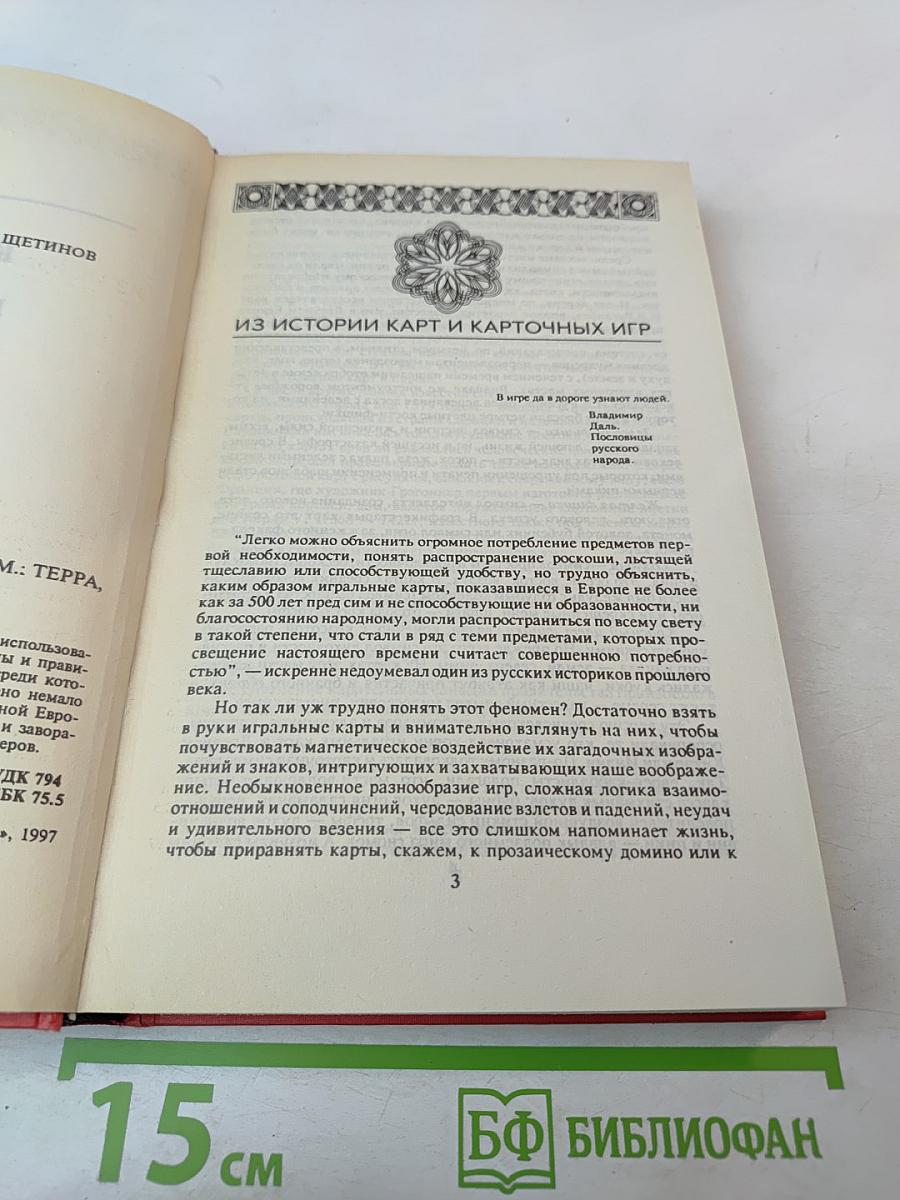 ЩЕТИНОВ
М.: ТЕРРА,
использова-
ы и прави-
реди кото-
ено немало
ной Евро-
и завора-
еров.
УДК 794
ББК 75.5
», 1997
ИЗ ИСТОРИИ КАРТ И КАРТОЧНЫХ ИГР
В игре да в дороге узнают людей.
Владимир
Даль.
Пословицы
русского
народа.
“Легко можно объяснить огромное потребление предметов пер-
вой необходимости, понять распространение роскоши, льстящей
тщеславию или способствующей удобству, но трудно объяснить,
каким образом игральные карты, показавшиеся в Европе не более
как за 500 лет пред сим и не способствующие ни образованности, ни
благосостоянию народному, могли распространиться по всему свету
в такой степени, что стали в ряд с теми предметами, которых про-
свещение настоящего времени считает совершенною потребно-
стью”, — искренне недоумевал один из русских историков прошлого
века.
Но так ли уж трудно понять этот феномен? Достаточно взять
в руки игральные карты и внимательно взглянуть на них, чтобы
почувствовать магнетическое воздействие их загадочных изобра-
жений и знаков, интригующих и захватывающих наше воображе-
ние. Необыкновенное разнообразие игр, сложная логика взаимо-
отношений и соподчинений, чередование взлетов и падений, неудач
и удивительного везения — все это слишком напоминает жизнь,
чтобы приравнять карты, скажем, к прозаическому домино или к
3
15 см
БФ БИБЛИОФАН